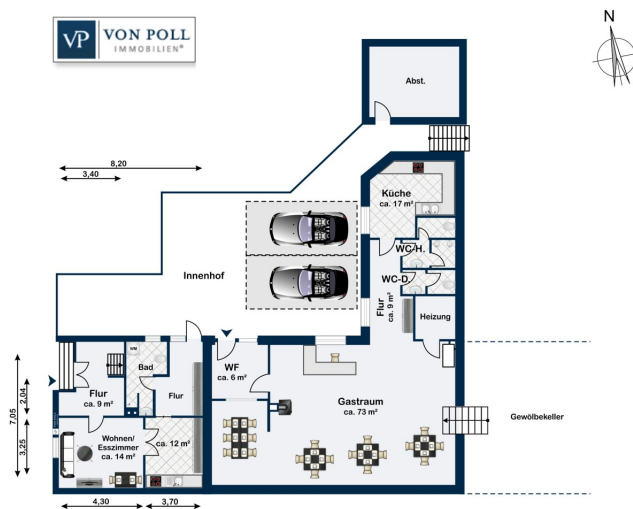 VP
VON POLL
IMMOBILIEN®
N
Abst.
8,20
3,40
Küche
ca. 17 m²
WC-H.
Innenhof
WC-D.
Flur
ca. 9 m²
Heizung
WF
ca. 6 m²
Bad
Flur
ca. 9 m²
Flur
Gastraum
ca. 73 m²
Gewölbekeller
7,05
2,04
3,25
Wohnen/
Esszimmer
ca. 14 m²
ca. 12 m²
4,30
3,70